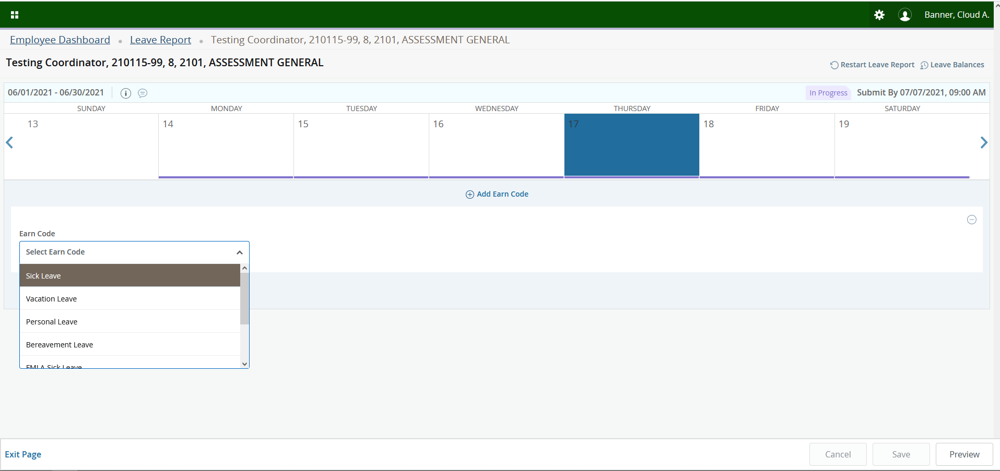 Banner, Cloud A.
Employee Dashboard • Leave Report • Testing Coordinator, 210115-99, 8, 2101, ASSESSMENT GENERAL
Testing Coordinator, 210115-99, 8, 2101, ASSESSMENT GENERAL
Restart Leave Report Leave Balances
06/01/2021 - 06/30/2021
In Progress Submit By 07/07/2021, 09:00 AM
SUNDAY MONDAY TUESDAY WEDNESDAY THURSDAY FRIDAY SATURDAY
13 14 15 16 17 18 19
Add Earn Code
Earn Code
Select Earn Code
Sick Leave
Vacation Leave
Personal Leave
Bereavement Leave
FMLA Sick Leave
Exit Page Cancel Save Preview